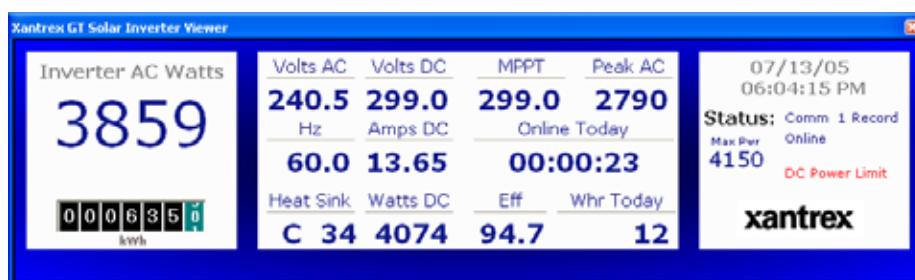 Xantrex GT Solar Inverter Viewer
Inverter AC Watts
3859
000635
kWh
Volts AC Volts DC MPPT Peak AC
240.5 299.0 299.0 2790
Hz Amps DC Online Today
60.0 13.65 00:00:23
Heat Sink Watts DC Eff Whr Today
C 34 4074 94.7 12
07/13/05
06:04:15 PM
Status: Comm 1 Record
Max Pwr Online
4150
DC Power Limit
xantrex